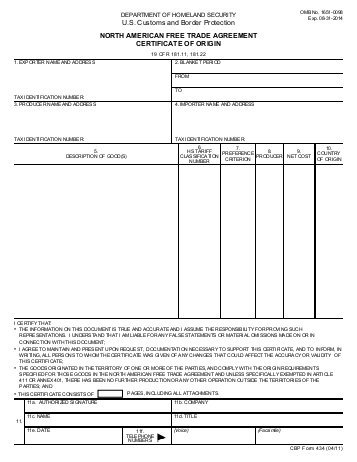 DEPARTMENT OF HOMELAND SECURITY
U.S. Customs and Border Protection
OMB No. 1651-0098
Exp. 08-31-2014
NORTH AMERICAN FREE TRADE AGREEMENT
CERTIFICATE OF ORIGIN
19 CFR 181.11, 181.22
1. EXPORTER NAME AND ADDRESS
2. BLANKET PERIOD
FROM
TO
TAX IDENTIFICATION NUMBER:
3. PRODUCER NAME AND ADDRESS
4. IMPORTER NAME AND ADDRESS
TAX IDENTIFICATION NUMBER:
TAX IDENTIFICATION NUMBER:
5.
DESCRIPTION OF GOOD(S)
6.
HS TARIFF
CLASSIFICATION
NUMBER
7.
PREFERENCE
CRITERION
8.
PRODUCER
9.
NET COST
10.
COUNTRY
OF ORIGIN
I CERTIFY THAT:
• THE INFORMATION ON THIS DOCUMENT IS TRUE AND ACCURATE AND I ASSUME THE RESPONSIBILITY FOR PROVING SUCH
REPRESENTATIONS. I UNDERSTAND THAT I AM LIABLE FOR ANY FALSE STATEMENTS OR MATERIAL OMISSIONS MADE ON OR IN
CONNECTION WITH THIS DOCUMENT;
• I AGREE TO MAINTAIN AND PRESENT UPON REQUEST, DOCUMENTATION NECESSARY TO SUPPORT THIS CERTIFICATE, AND TO INFORM, IN
WRITING, ALL PERSONS TO WHOM THE CERTIFICATE WAS GIVEN OF ANY CHANGES THAT COULD AFFECT THE ACCURACY OR VALIDITY OF
THIS CERTIFICATE;
• THE GOODS ORIGINATED IN THE TERRITORY OF ONE OR MORE OF THE PARTIES, AND COMPLY WITH THE ORIGIN REQUIREMENTS
SPECIFIED FOR THOSE GOODS IN THE NORTH AMERICAN FREE TRADE AGREEMENT AND UNLESS SPECIFICALLY EXEMPTED IN ARTICLE
411 OR ANNEX 401, THERE HAS BEEN NO FURTHER PRODUCTION OR ANY OTHER OPERATION OUTSIDE THE TERRITORIES OF THE
PARTIES; AND
• THIS CERTIFICATE CONSISTS OF PAGES, INCLUDING ALL ATTACHMENTS.
11.
11a. AUTHORIZED SIGNATURE
11b. COMPANY
11c. NAME
11d. TITLE
11e. DATE
11f.
TELEPHONE
NUMBERS
(Voice)
(Facsimile)
CBP Form 434 (04/11)